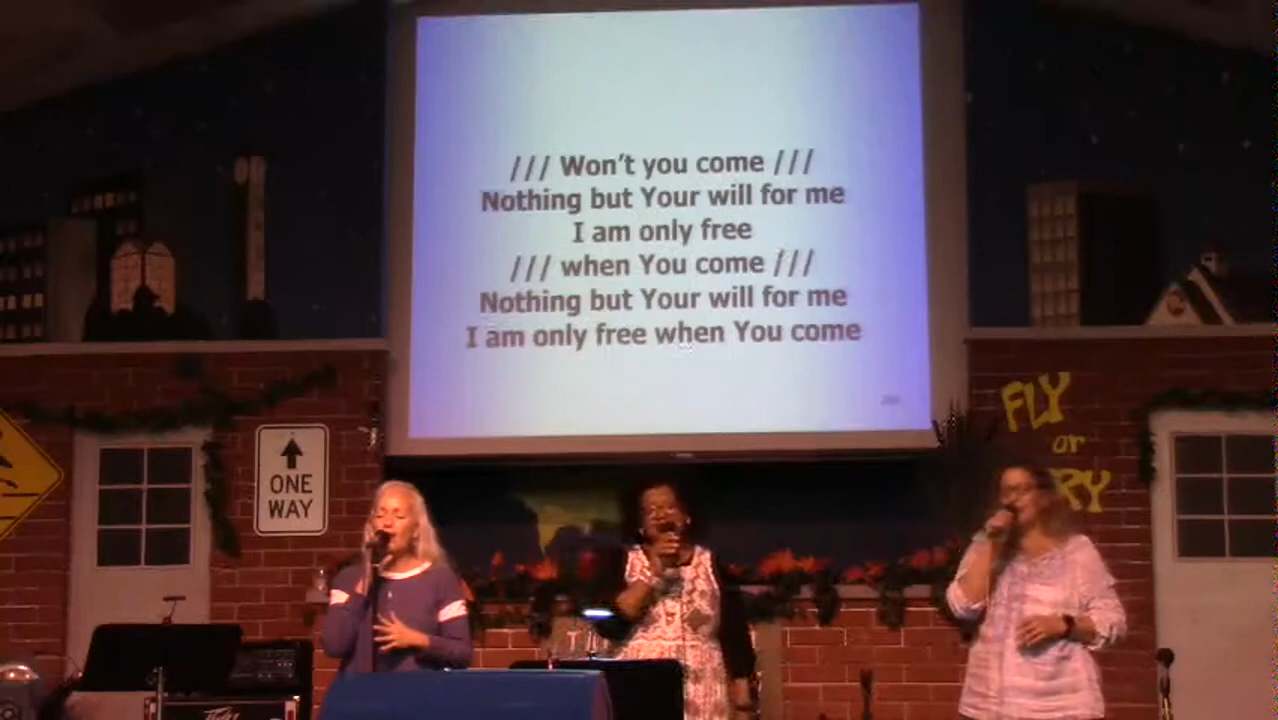 /// Won't you come ///
Nothing but Your will for me
I am only free
/// when You come ///
Nothing but Your will for me
I am only free when You come
FLY
or
ONE
WAY
Peavey